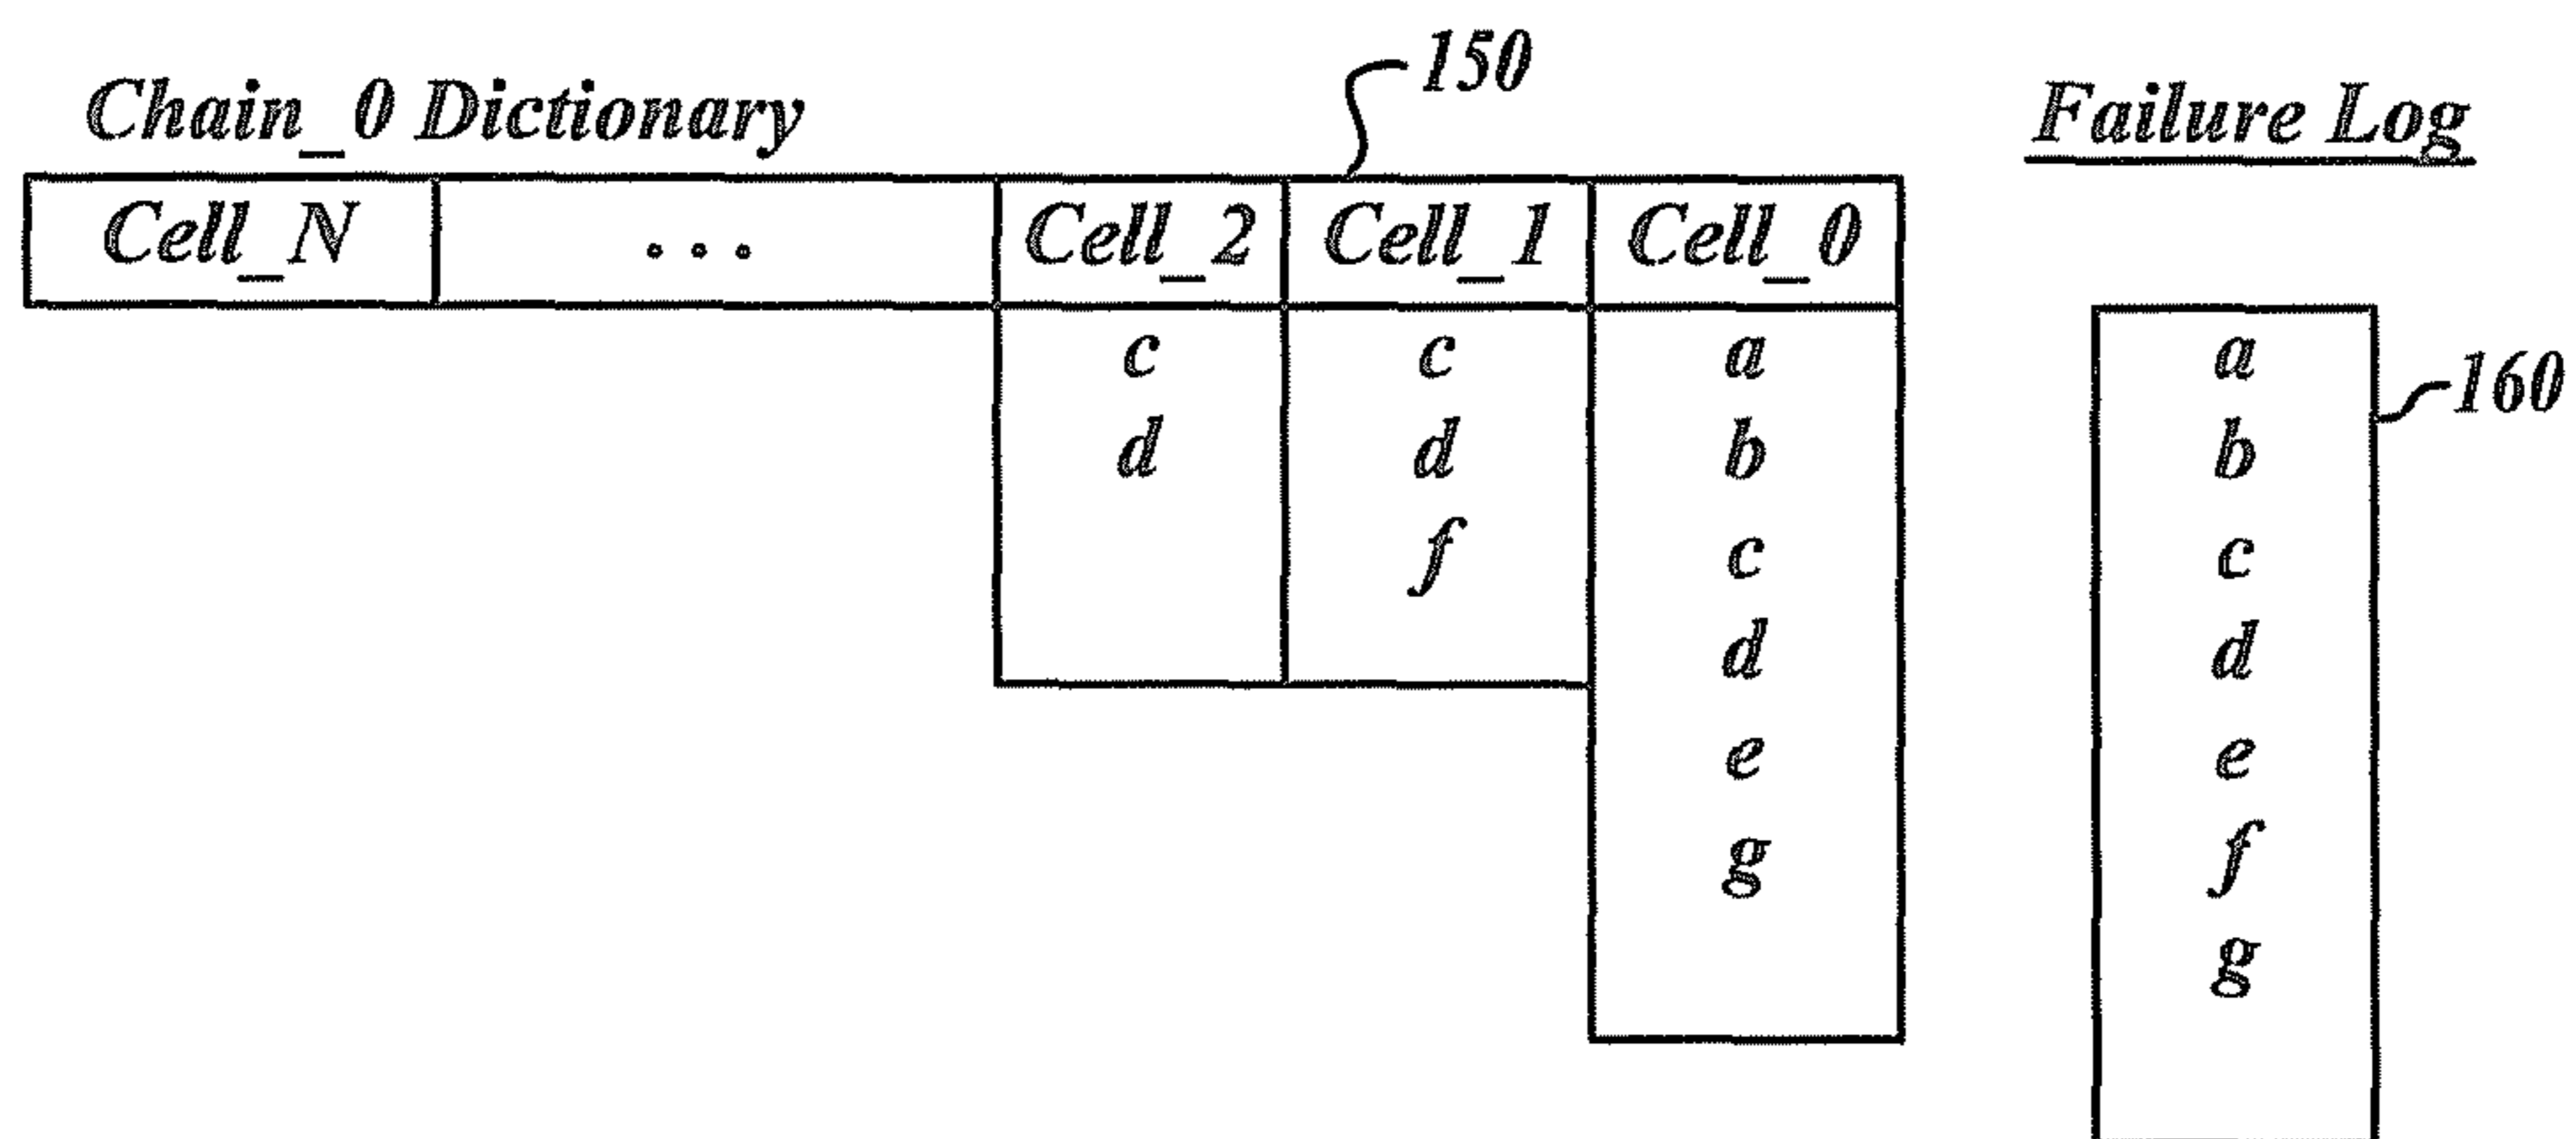 150
Chain_0 Dictionary Failure Log
Cell_N ... Cell_2 Cell_1 Cell_0
c c a a
160
d d b b
f c c
d d
e e
g f
g